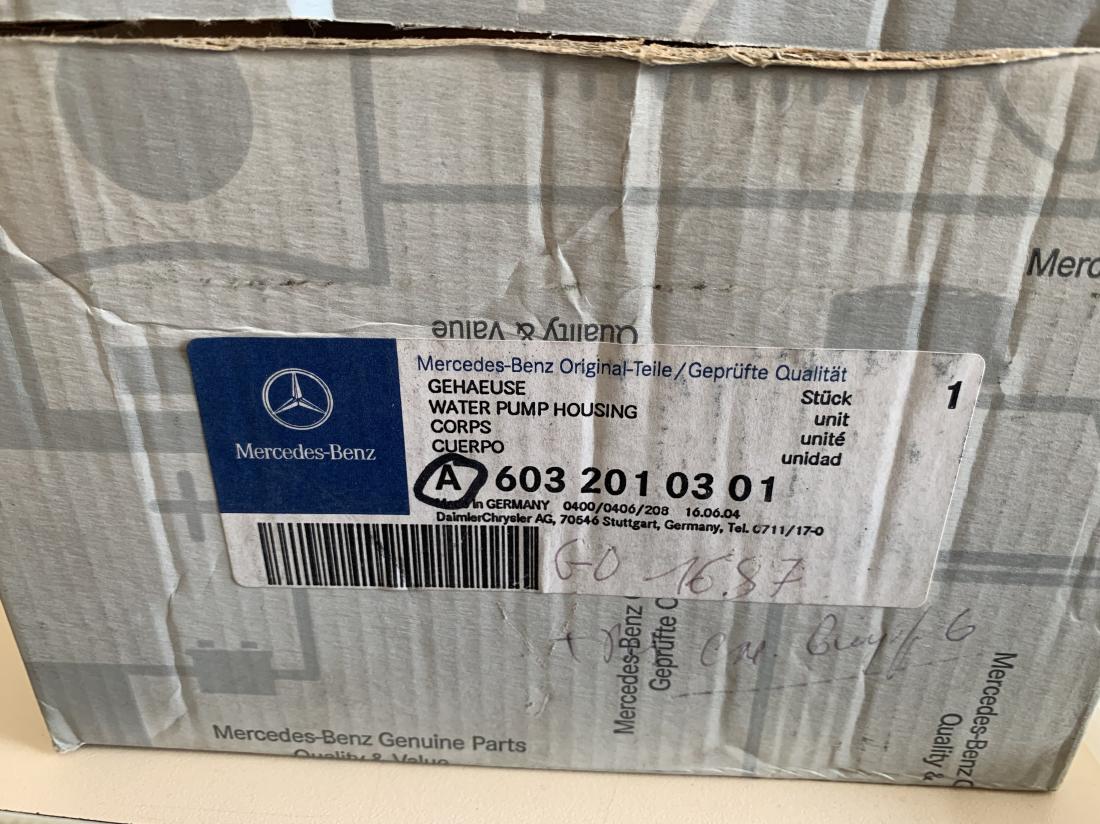 Merc
Quality & Value
Mercedes-Benz Original-Teile/Geprüfte Qualität
GEHAEUSE
WATER PUMP HOUSING
CORPS
CUERPO
Stück
unit
unité
unidad
1
Mercedes-Benz
A 603 201 03 01
in GERMANY 0400/0406/208 16.06.04
DaimlerChrysler AG, 70546 Stuttgart, Germany, Tel. 0711/17-0
Mercedes-Benz
Geprüfte
Mercedes-Benz
Quality &
Mercedes-Benz Genuine Parts
Quality & Value